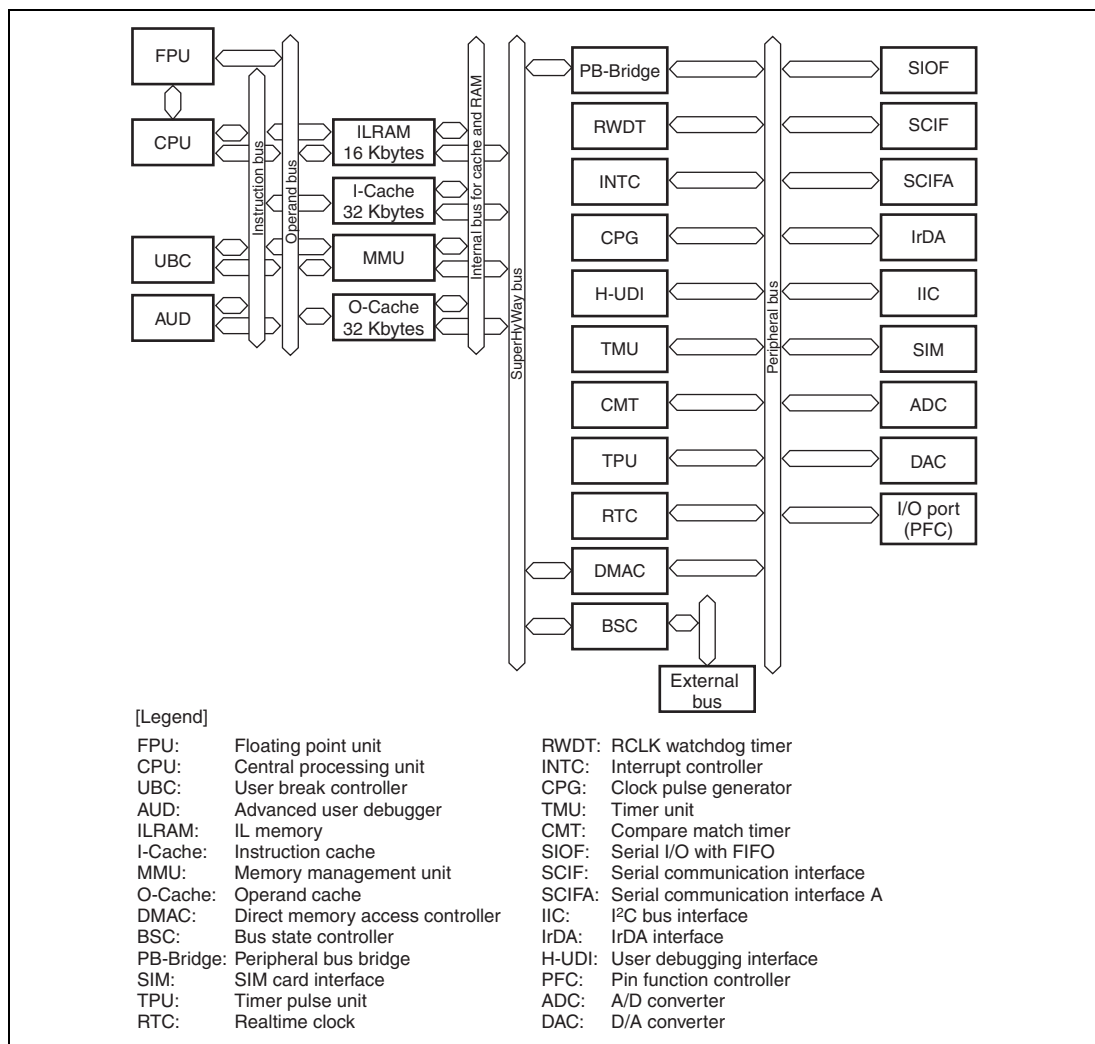 FPU
CPU
UBC
AUD
Instruction bus
Operand bus
ILRAM
16 Kbytes
I-Cache
32 Kbytes
MMU
O-Cache
32 Kbytes
Internal bus for cache and RAM
SuperHyWay bus
PB-Bridge
RWDT
INTC
CPG
H-UDI
TMU
CMT
TPU
RTC
DMAC
BSC
External
bus
Peripheral bus
SIOF
SCIF
SCIFA
IrDA
IIC
SIM
ADC
DAC
I/O port
(PFC)
[Legend]
FPU: Floating point unit
CPU: Central processing unit
UBC: User break controller
AUD: Advanced user debugger
ILRAM: IL memory
I-Cache: Instruction cache
MMU: Memory management unit
O-Cache: Operand cache
DMAC: Direct memory access controller
BSC: Bus state controller
PB-Bridge: Peripheral bus bridge
SIM: SIM card interface
TPU: Timer pulse unit
RTC: Realtime clock
RWDT: RCLK watchdog timer
INTC: Interrupt controller
CPG: Clock pulse generator
TMU: Timer unit
CMT: Compare match timer
SIOF: Serial I/O with FIFO
SCIF: Serial communication interface
SCIFA: Serial communication interface A
IIC: I²C bus interface
IrDA: IrDA interface
H-UDI: User debugging interface
PFC: Pin function controller
ADC: A/D converter
DAC: D/A converter